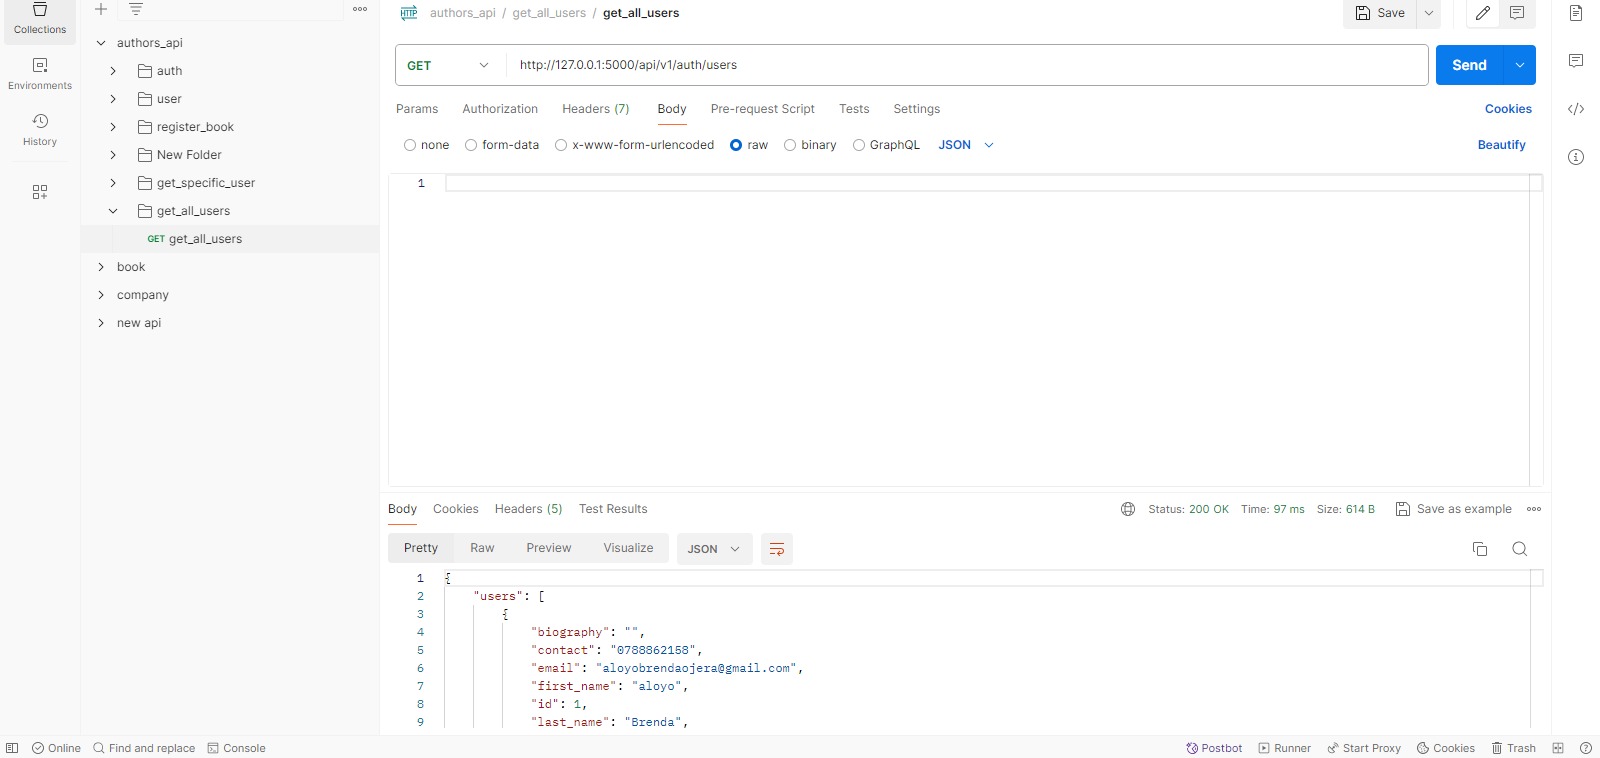 authors_api / get_all_users / get_all_users
Save
Collections
Environments
History
authors_api
auth
user
register_book
New Folder
get_specific_user
get_all_users
GET get_all_users
book
company
new api
GET http://127.0.0.1:5000/api/v1/auth/users Send
Params Authorization Headers (7) Body Pre-request Script Tests Settings Cookies
none form-data x-www-form-urlencoded raw binary GraphQL JSON Beautify
1
Body Cookies Headers (5) Test Results Status: 200 OK Time: 97 ms Size: 614 B Save as example
Pretty Raw Preview Visualize JSON
1 {
2 "users": [
3 {
4 "biography": "",
5 "contact": "0788862158",
6 "email": "aloyobrendaojera@gmail.com",
7 "first_name": "aloyo",
8 "id": 1,
9 "last_name": "Brenda",
Online Find and replace Console Postbot Runner Start Proxy Cookies Trash